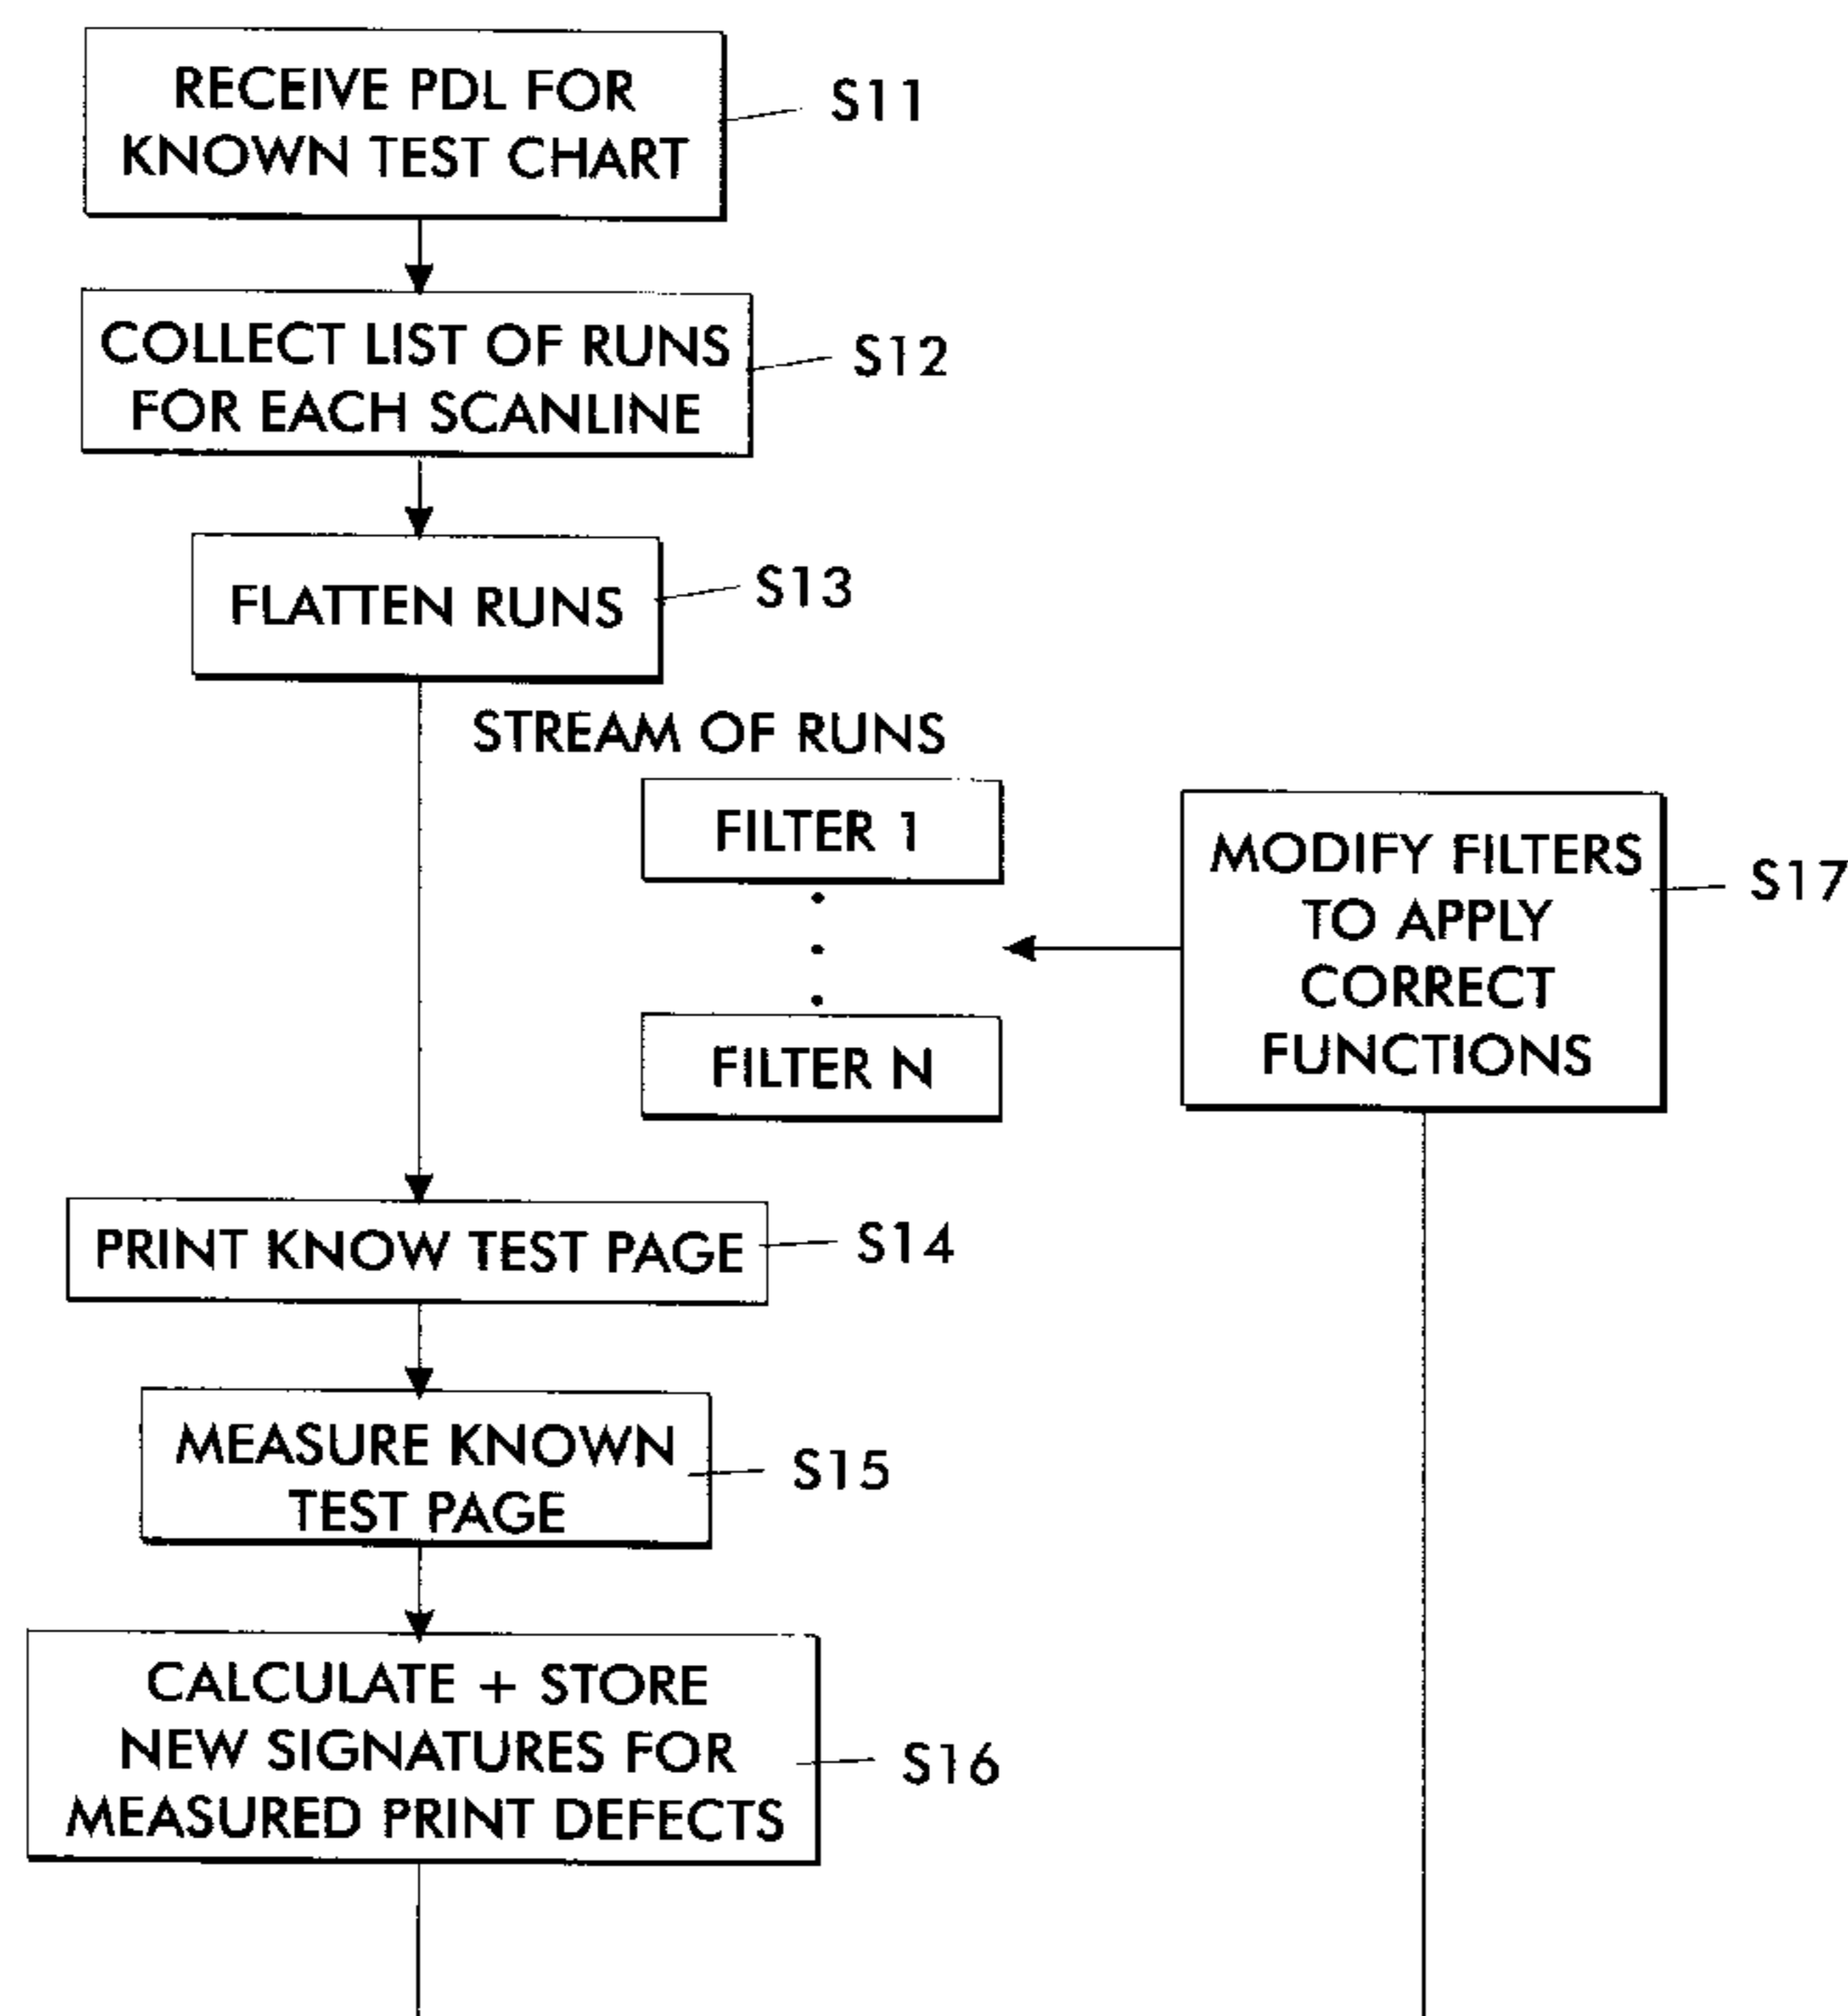 RECEIVE PDL FOR
KNOWN TEST CHART
S11
COLLECT LIST OF RUNS
FOR EACH SCANLINE
S12
FLATTEN RUNS
S13
STREAM OF RUNS
FILTER 1
FILTER N
MODIFY FILTERS
TO APPLY
CORRECT
FUNCTIONS
S17
PRINT KNOW TEST PAGE
S14
MEASURE KNOWN
TEST PAGE
S15
CALCULATE + STORE
NEW SIGNATURES FOR
MEASURED PRINT DEFECTS
S16